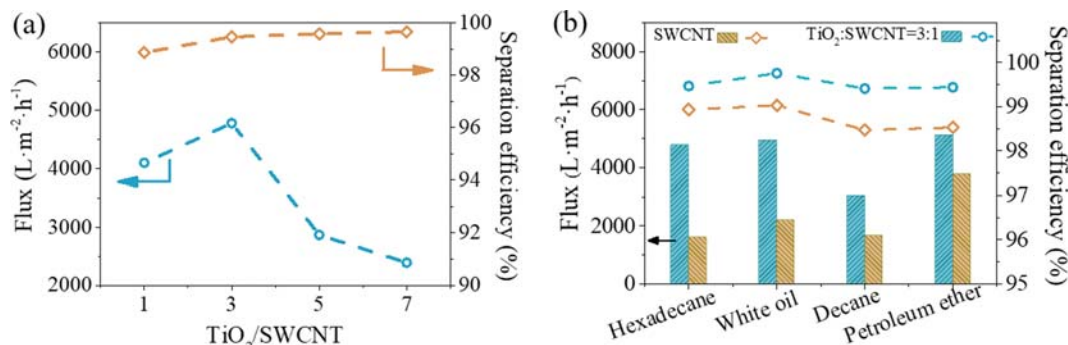 (a)
6000
5000
4000
3000
2000
Flux (L·m⁻²·h⁻¹)
100
98
96
94
92
90
Separation efficiency (%)
1 3 5 7
TiO₂/SWCNT
(b)
SWCNT TiO₂:SWCNT=3:1
8000
6000
4000
2000
0
Flux (L·m⁻²·h⁻¹)
100
99
98
97
96
95
Separation efficiency (%)
Hexadecane White oil Decane Petroleum ether